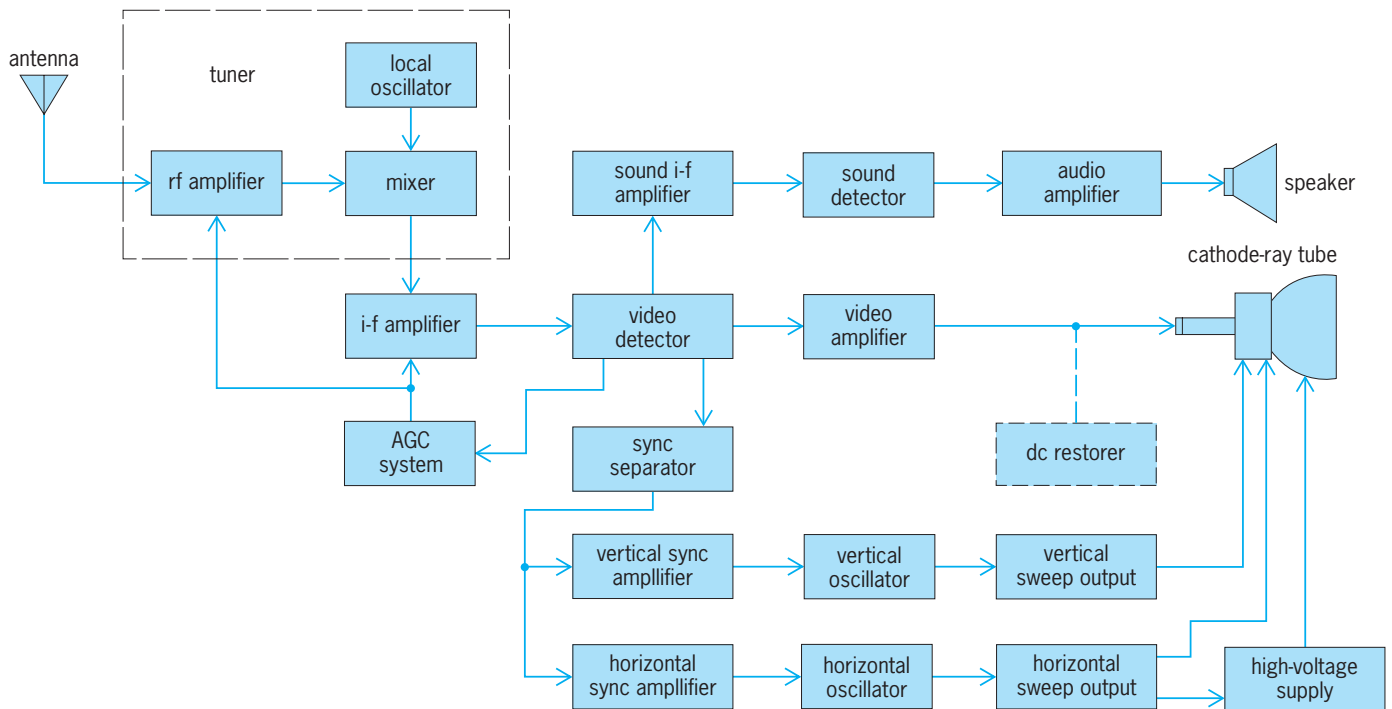 antenna
tuner
local
oscillator
rf amplifier
mixer
sound i-f
amplifier
sound
detector
audio
amplifier
speaker
cathode-ray tube
i-f amplifier
video
detector
video
amplifier
AGC
system
sync
separator
dc restorer
vertical sync
ampllifier
vertical
oscillator
vertical
sweep output
horizontal
sync ampllifier
horizontal
oscillator
horizontal
sweep output
high-voltage
supply